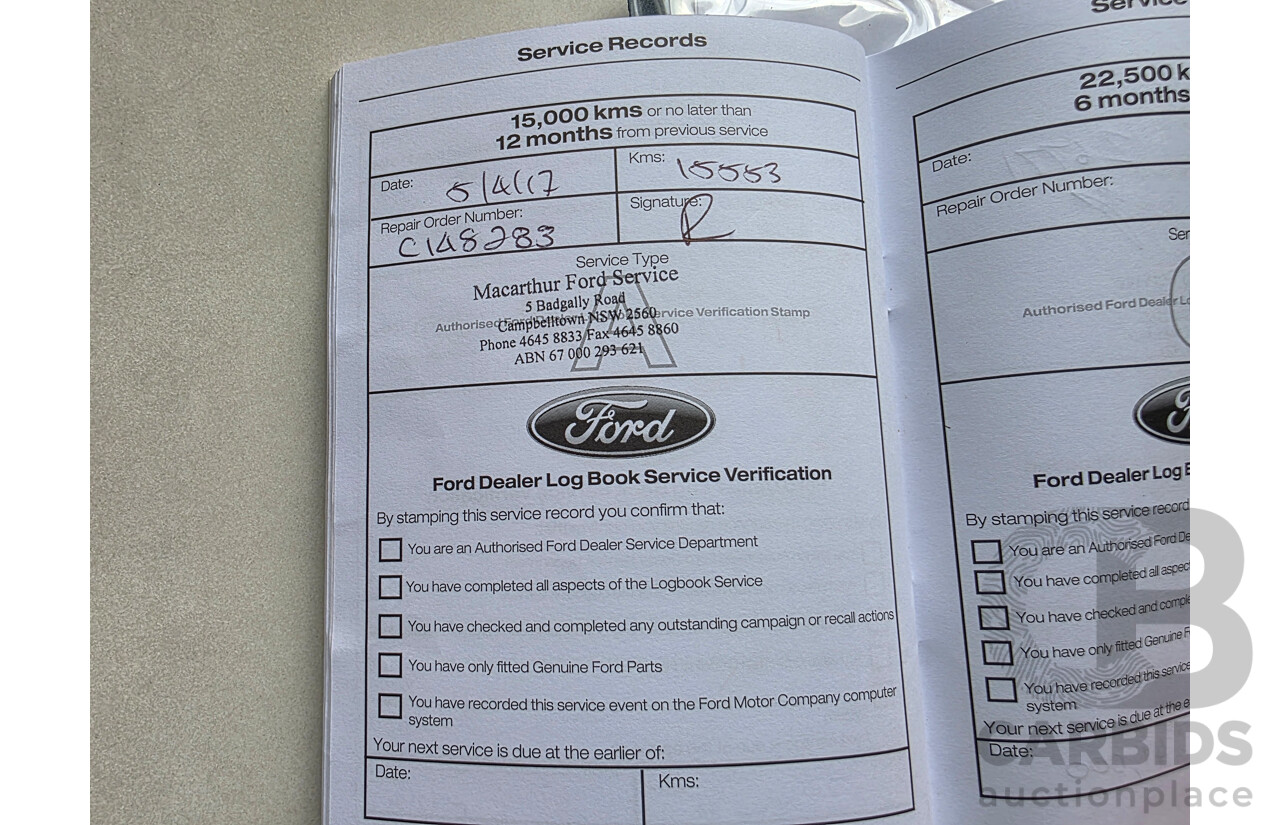 Service Records
15,000 kms or no later than
12 months from previous service
Date: 5/4/17
Kms: 15553
Repair Order Number: C148283
Signature:
Service Type
Macarthur Ford Service
5 Badgally Road
Authorised Ford Dealer Service Verification Stamp
Campbelltown NSW 2560
Phone 4645 8833 Fax 4645 8860
ABN 67 000 293 621
A
Ford
Ford Dealer Log Book Service Verification
By stamping this service record you confirm that:
You are an Authorised Ford Dealer Service Department
You have completed all aspects of the Logbook Service
You have checked and completed any outstanding campaign or recall actions
You have only fitted Genuine Ford Parts
You have recorded this service event on the Ford Motor Company computer
system
Your next service is due at the earlier of:
Date:
Kms:
Service
22,500 k
6 months
Date:
Repair Order Number:
Ser
Authorised Ford Dealer Lo
F
Ford Dealer Log B
By stamping this service record
You are an Authorised Ford De
You have completed all aspec
You have checked and comple
You have only fitted Genuine F
You have recorded this service
system
Your next service is due at the e
Date:
CARBIDS
auctionplace